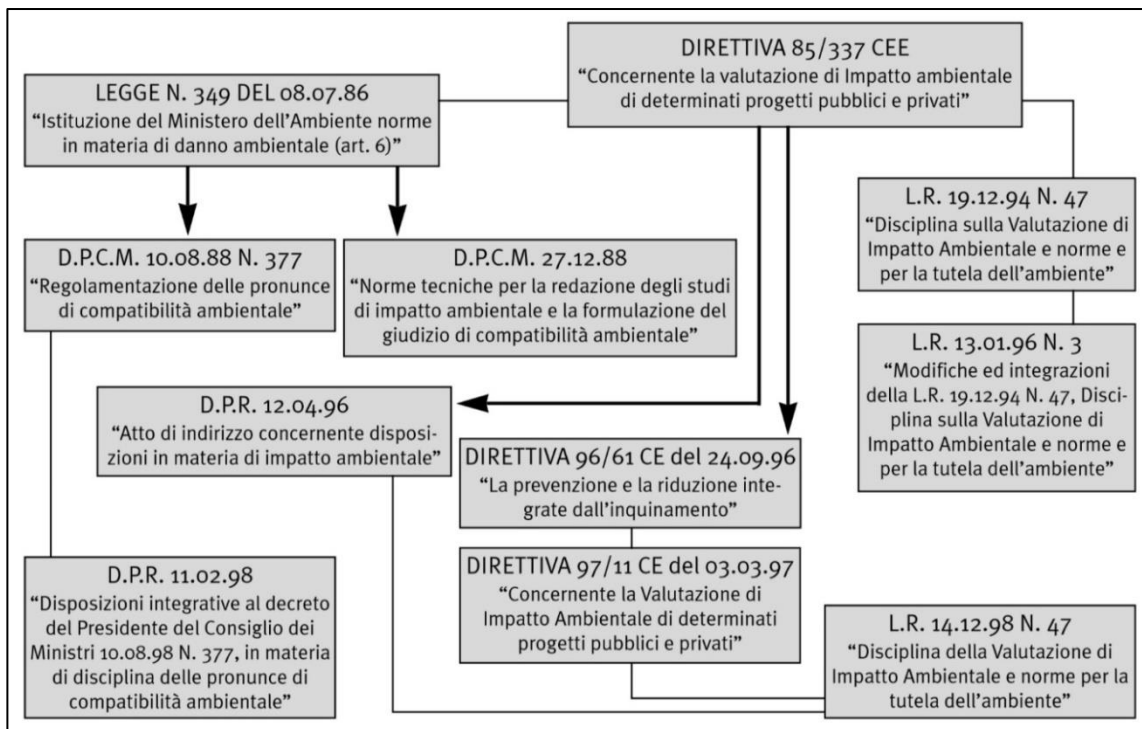 DIRETTIVA 85/337 CEE
“Concernente la valutazione di Impatto ambientale
di determinati progetti pubblici e privati”
LEGGE N. 349 DEL 08.07.86
“Istituzione del Ministero dell’Ambiente norme
in materia di danno ambientale (art. 6)”
L.R. 19.12.94 N. 47
“Disciplina sulla Valutazione di
Impatto Ambientale e norme e
per la tutela dell’ambiente”
D.P.C.M. 10.08.88 N. 377
“Regolamentazione delle pronunce
di compatibilità ambientale”
D.P.C.M. 27.12.88
“Norme tecniche per la redazione degli studi
di impatto ambientale e la formulazione del
giudizio di compatibilità ambientale”
L.R. 13.01.96 N. 3
“Modifiche ed integrazioni
della L.R. 19.12.94 N. 47, Disci-
plina sulla Valutazione di
Impatto Ambientale e norme e
per la tutela dell’ambiente”
D.P.R. 12.04.96
“Atto di indirizzo concernente disposi-
zioni in materia di impatto ambientale”
DIRETTIVA 96/61 CE del 24.09.96
“La prevenzione e la riduzione inte-
grate dall’inquinamento”
DIRETTIVA 97/11 CE del 03.03.97
“Concernente la Valutazione di
Impatto Ambientale di determinati
progetti pubblici e privati”
D.P.R. 11.02.98
“Disposizioni integrative al decreto
del Presidente del Consiglio dei
Ministri 10.08.98 N. 377, in materia
di disciplina delle pronunce di
compatibilità ambientale”
L.R. 14.12.98 N. 47
“Disciplina della Valutazione di
Impatto Ambientale e norme per la
tutela dell’ambiente”